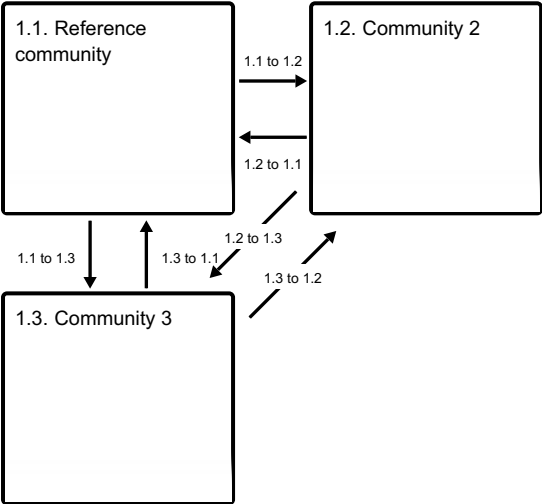 1.1. Reference
community
1.2. Community 2
1.1 to 1.2
1.2 to 1.1
1.2 to 1.3
1.1 to 1.3
1.3 to 1.1
1.3 to 1.2
1.3. Community 3